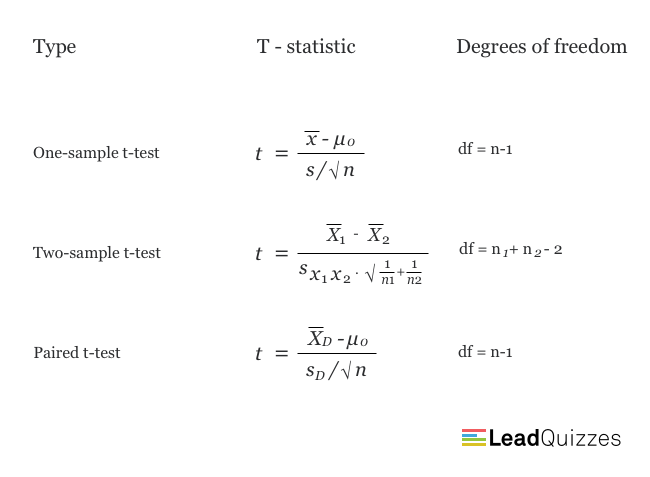 Type T - statistic Degrees of freedom
One-sample t-test t = x̅ - μ₀ / s/√n df = n-1
Two-sample t-test t = X̅₁ - X̅₂ / s x₁x₂ · √ 1/n1 + 1/n2 df = n₁+ n₂- 2
Paired t-test t = X̅_D -μ₀ / s_D/√n df = n-1
LeadQuizzes